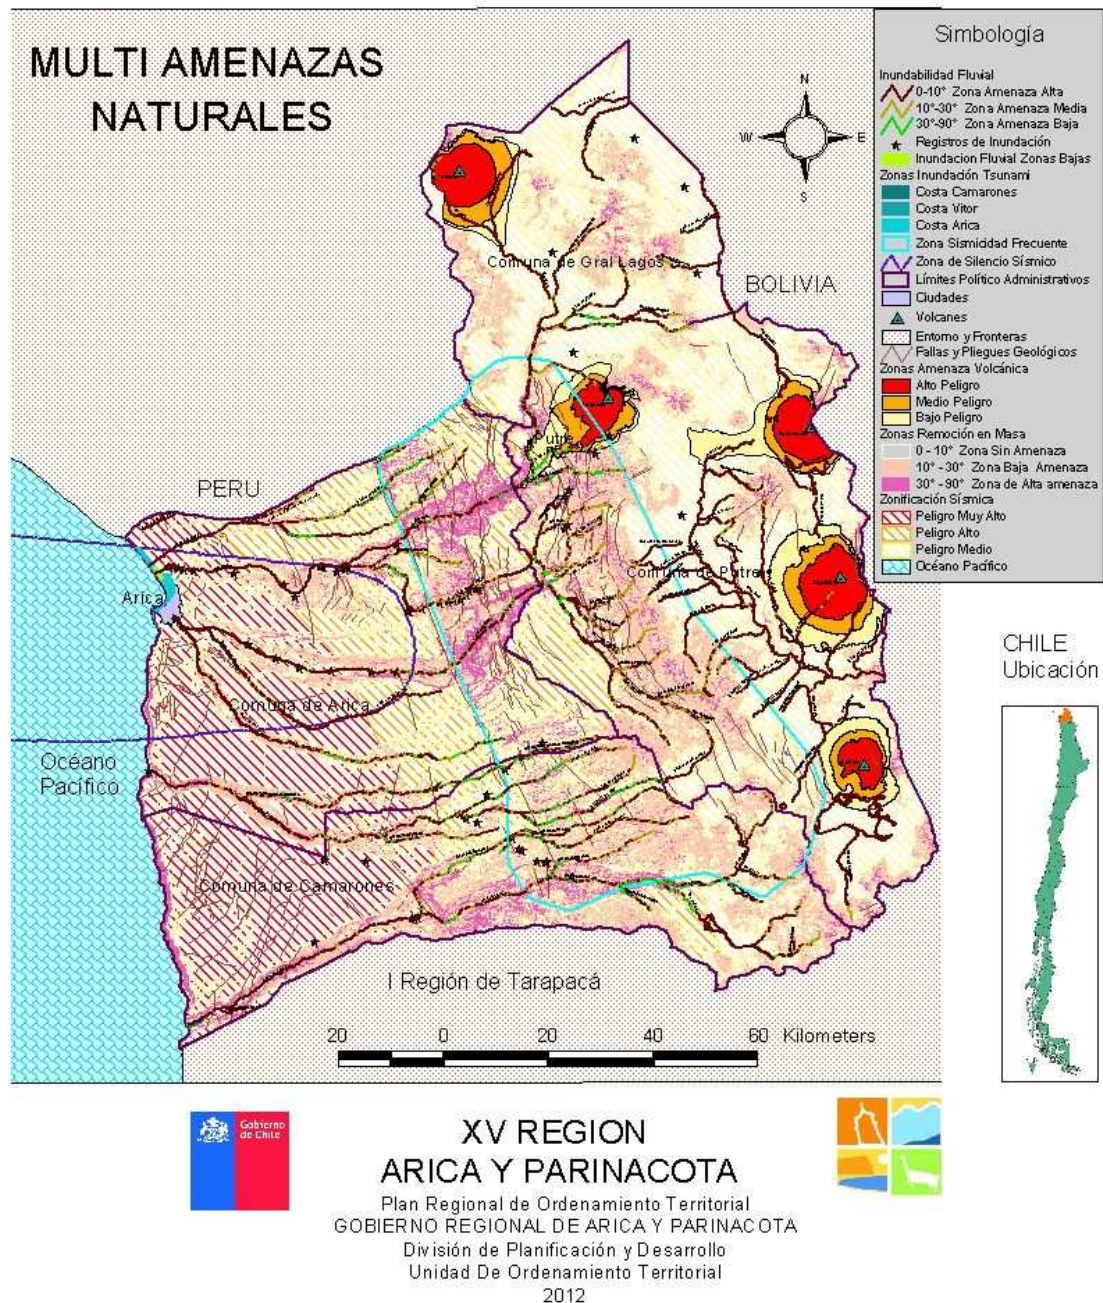 MULTI AMENAZAS
NATURALES
N
W
E
S
Simbología
Inundabilidad Fluvial
0-10° Zona Amenaza Alta
10°-30° Zona Amenaza Media
30°-90° Zona Amenaza Baja
Registros de Inundación
Inundacion Fluvial Zonas Bajas
Zonas Inundación Tsunami
Costa Camarones
Costa Vitor
Costa Arica
Zona Sismicidad Frecuente
Zona de Silencio Sísmico
Límites Político Administrativos
Ciudades
Volcanes
Entorno y Fronteras
Fallas y Pliegues Geológicos
Zonas Amenaza Volcánica
Alto Peligro
Medio Peligro
Bajo Peligro
Zonas Remoción en Masa
0 - 10° Zona Sin Amenaza
10° - 30° Zona Baja Amenaza
30° - 90° Zona de Alta amenaza
Zonificación Sísmica
Peligro Muy Alto
Peligro Alto
Peligro Medio
Océano Pacífico
Comuna de Gral Lagos
BOLIVIA
Putre
PERU
Comuna de Putre
Arica
Comuna de Arica
Océano
Pacífico
Comuna de Camarones
I Región de Tarapacá
20 0 20 40 60 Kilometers
CHILE
Ubicación
Gobierno
de Chile
XV REGION
ARICA Y PARINACOTA
Plan Regional de Ordenamiento Territorial
GOBIERNO REGIONAL DE ARICA Y PARINACOTA
División de Planificación y Desarrollo
Unidad De Ordenamiento Territorial
2012